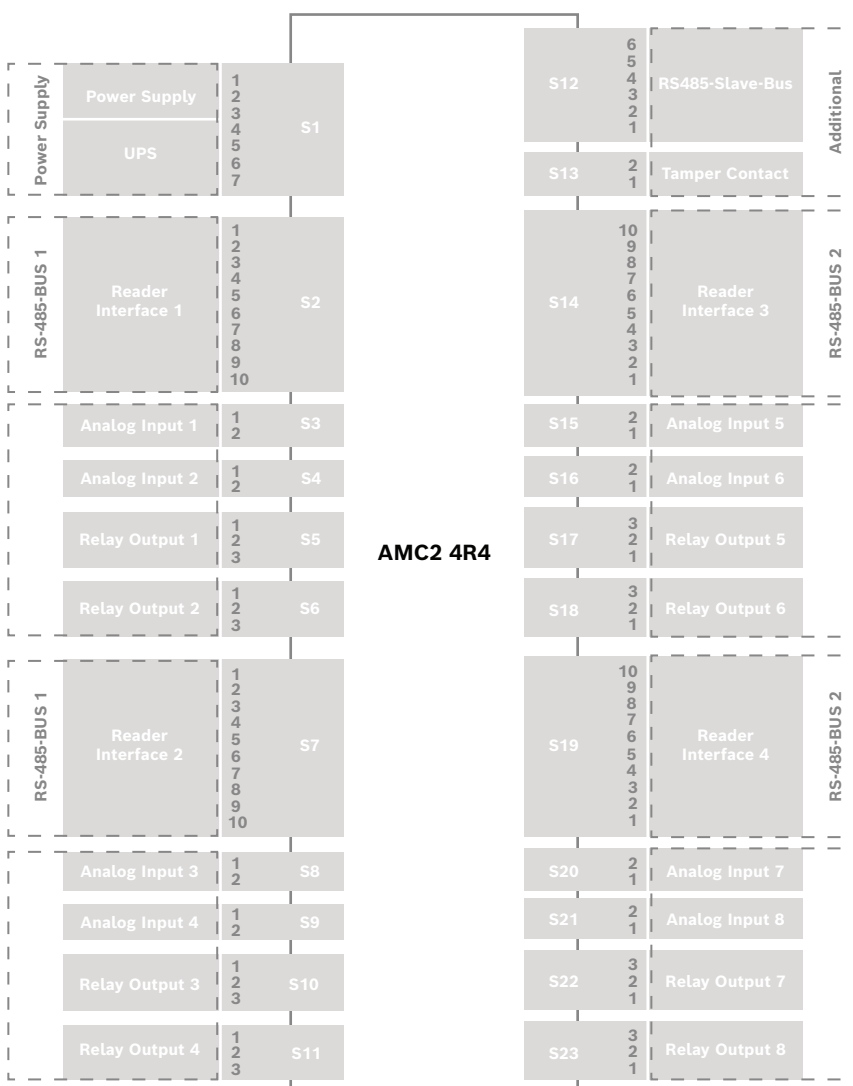 Power Supply
Power Supply
UPS
1
2
3
4
5
6
7
S1
RS-485-BUS 1
Reader
Interface 1
1
2
3
4
5
6
7
8
9
10
S2
Analog Input 1
1
2
S3
Analog Input 2
1
2
S4
Relay Output 1
1
2
3
S5
Relay Output 2
1
2
3
S6
RS-485-BUS 1
Reader
Interface 2
1
2
3
4
5
6
7
8
9
10
S7
Analog Input 3
1
2
S8
Analog Input 4
1
2
S9
Relay Output 3
1
2
3
S10
Relay Output 4
1
2
3
S11
AMC2 4R4
S12
6
5
4
3
2
1
RS485-Slave-Bus
Additional
S13
2
1
Tamper Contact
S14
10
9
8
7
6
5
4
3
2
1
Reader
Interface 3
RS-485-BUS 2
S15
2
1
Analog Input 5
S16
2
1
Analog Input 6
S17
3
2
1
Relay Output 5
S18
3
2
1
Relay Output 6
S19
10
9
8
7
6
5
4
3
2
1
Reader
Interface 4
RS-485-BUS 2
S20
2
1
Analog Input 7
S21
2
1
Analog Input 8
S22
3
2
1
Relay Output 7
S23
3
2
1
Relay Output 8